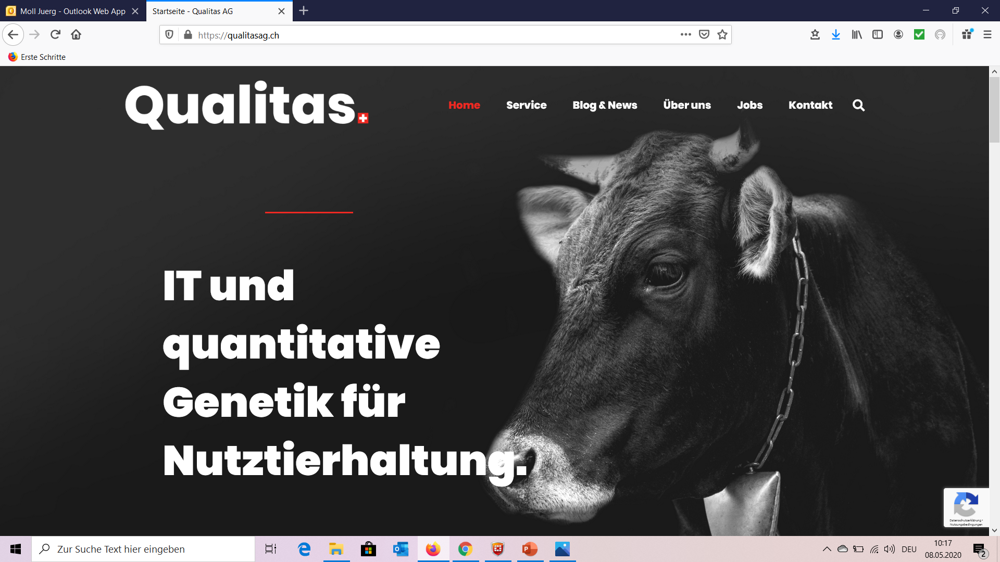 Moll Juerg - Outlook Web App
Startseite - Qualitas AG
https://qualitasag.ch
Erste Schritte
Qualitas.
Home Service Blog & News Über uns Jobs Kontakt
IT und
quantitative
Genetik für
Nutztierhaltung.
Datenschutzerklärung •
Nutzungsbedingungen
Zur Suche Text hier eingeben
DEU
10:17
08.05.2020
2